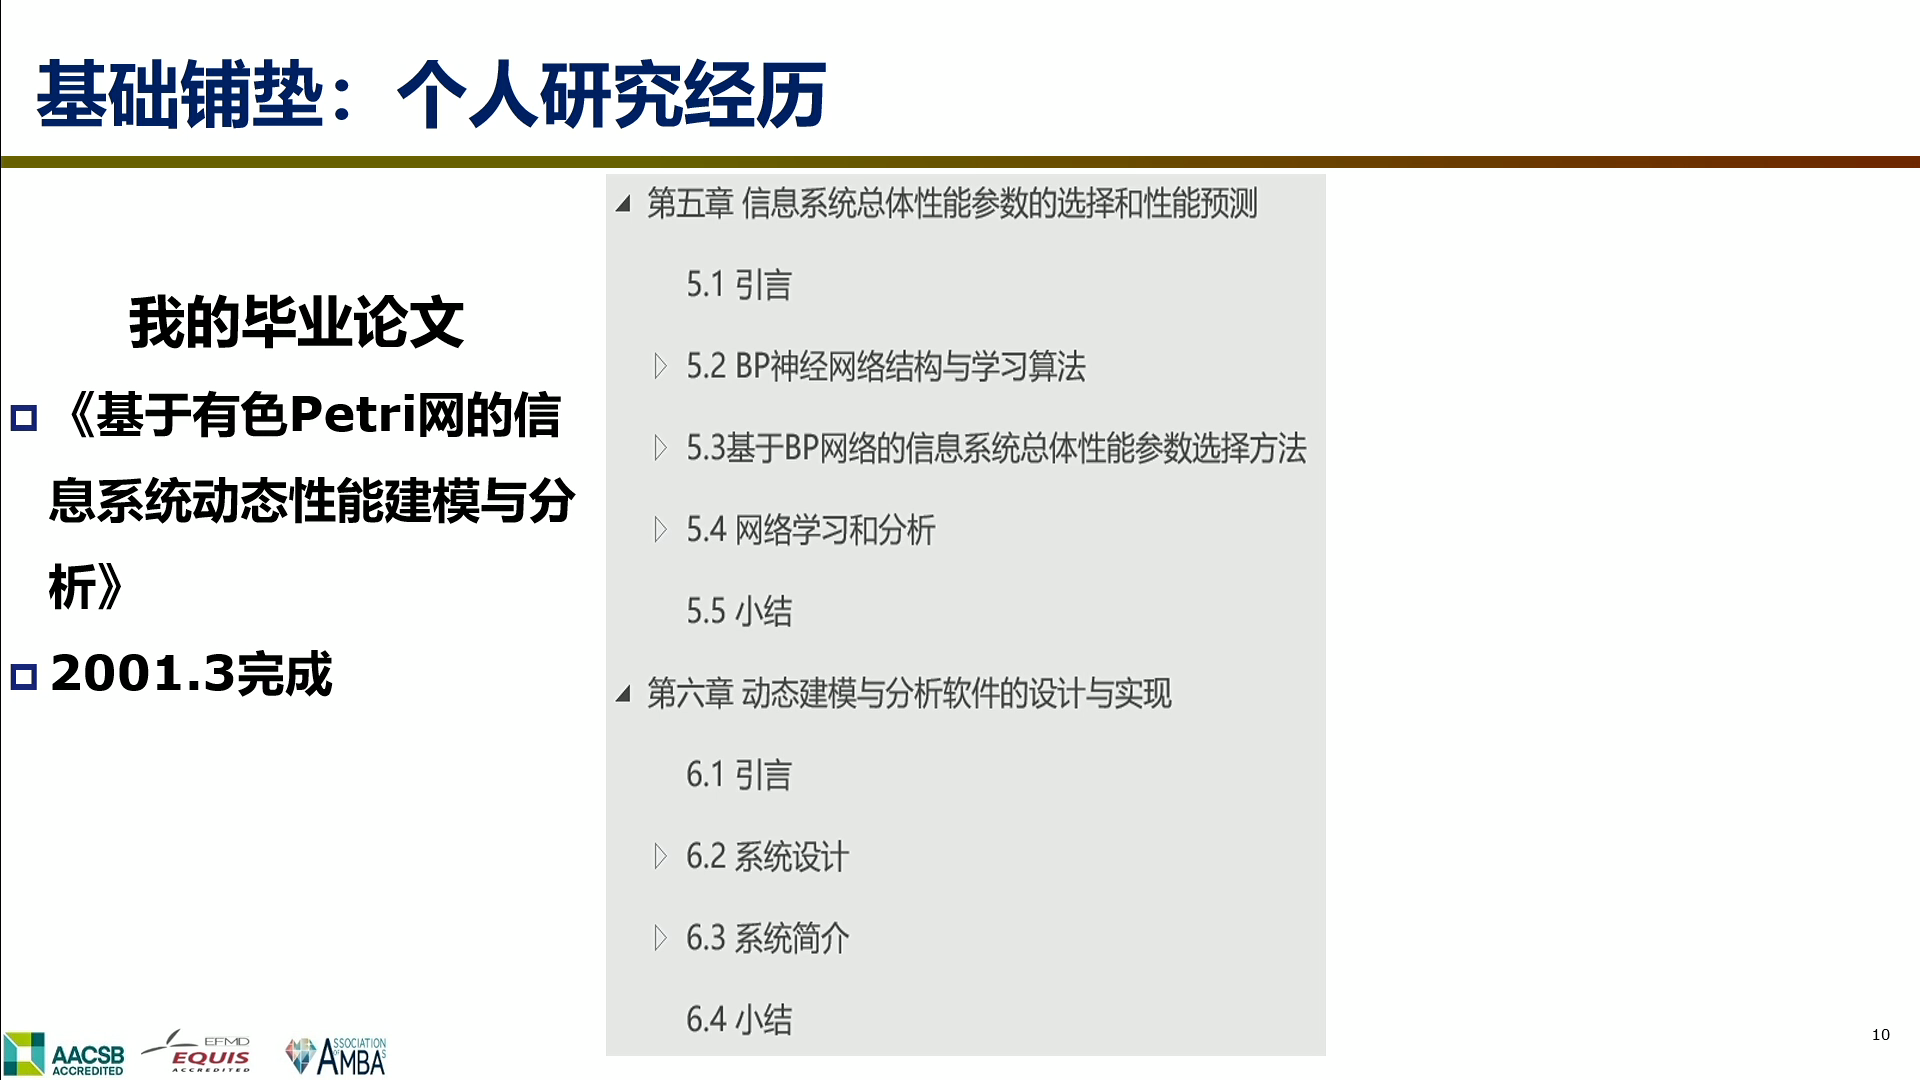 基础铺垫：个人研究经历
我的毕业论文
《基于有色Petri网的信
息系统动态性能建模与分
析》
2001.3完成
第五章 信息系统总体性能参数的选择和性能预测
5.1 引言
5.2 BP神经网络结构与学习算法
5.3基于BP网络的信息系统总体性能参数选择方法
5.4 网络学习和分析
5.5 小结
第六章 动态建模与分析软件的设计与实现
6.1 引言
6.2 系统设计
6.3 系统简介
6.4 小结
AACSB
ACCREDITED
EFMD
EQUIS
ACCREDITED
ASSOCIATION
OF
AMBAs
10